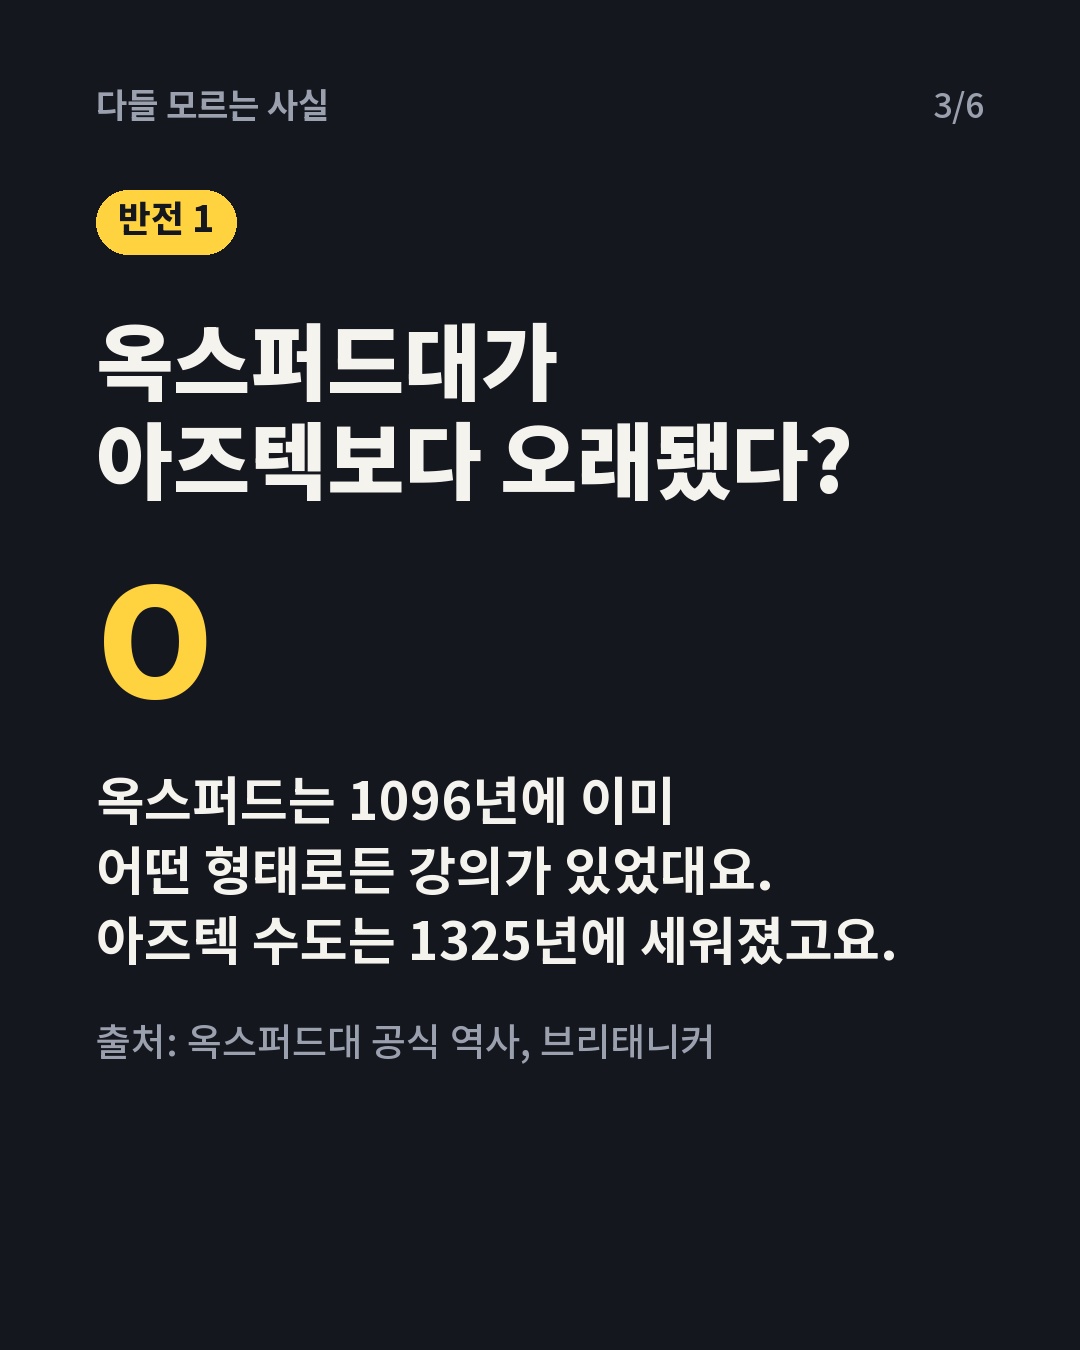 다들 모르는 사실
3/6
반전 1
옥스퍼드대가
아즈텍보다 오래됐다?
O
옥스퍼드는 1096년에 이미
어떤 형태로든 강의가 있었대요.
아즈텍 수도는 1325년에 세워졌고요.
출처: 옥스퍼드대 공식 역사, 브리태니커